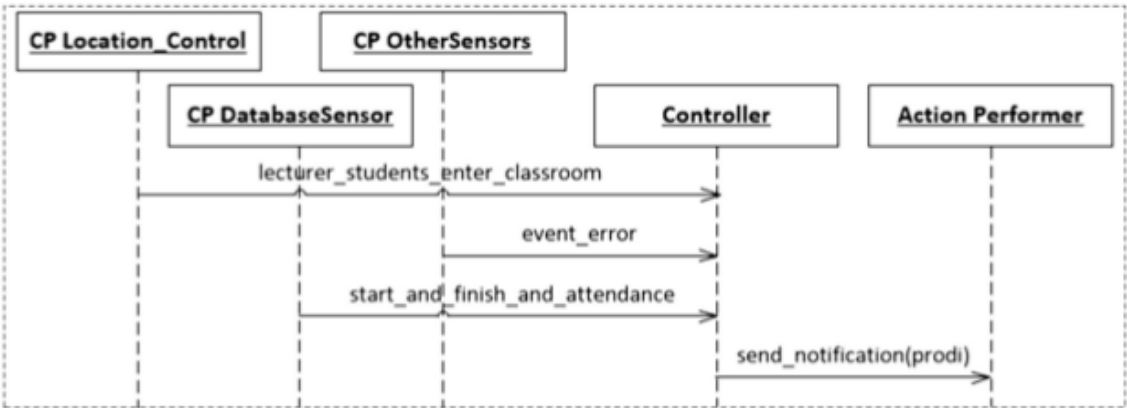 CP Location_Control
CP OtherSensors
CP DatabaseSensor
Controller
Action Performer
lecturer_students_enter_classroom
event_error
start_and_finish_and_attendance
send_notification(prodi)